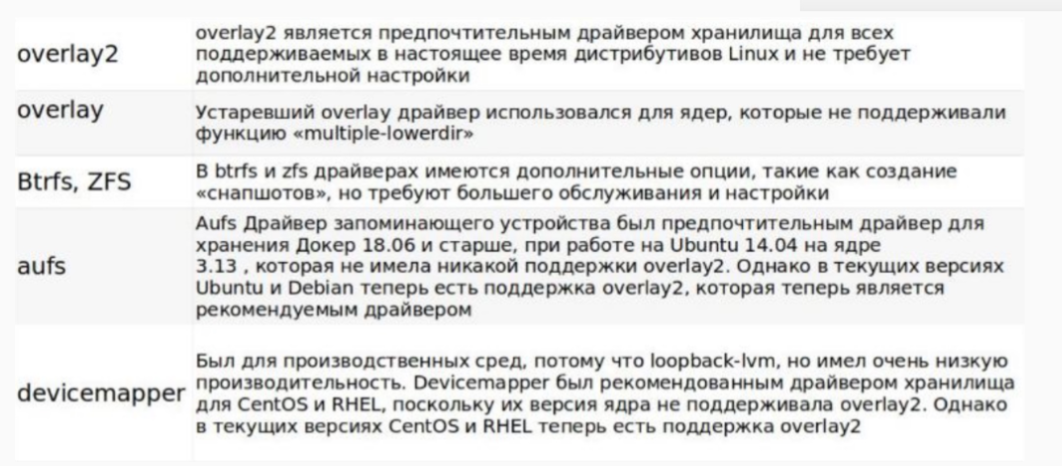 overlay2
overlay2 является предпочтительным драйвером хранилища для всех
поддерживаемых в настоящее время дистрибутивов Linux и не требует
дополнительной настройки
overlay
Устаревший overlay драйвер использовался для ядер, которые не поддерживали
функцию «multiple-lowerdir»
Btrfs, ZFS
В btrfs и zfs драйверах имеются дополнительные опции, такие как создание
«снапшотов», но требуют большего обслуживания и настройки
aufs
Aufs Драйвер запоминающего устройства был предпочтительным драйвер для
хранения Докер 18.06 и старше, при работе на Ubuntu 14.04 на ядре
3.13 , которая не имела никакой поддержки overlay2. Однако в текущих версиях
Ubuntu и Debian теперь есть поддержка overlay2, которая теперь является
рекомендуемым драйвером
devicemapper
Был для производственных сред, потому что loopback-lvm, но имел очень низкую
производительность. Devicemapper был рекомендованным драйвером хранилища
для CentOS и RHEL, поскольку их версия ядра не поддерживала overlay2. Однако
в текущих версиях CentOS и RHEL теперь есть поддержка overlay2